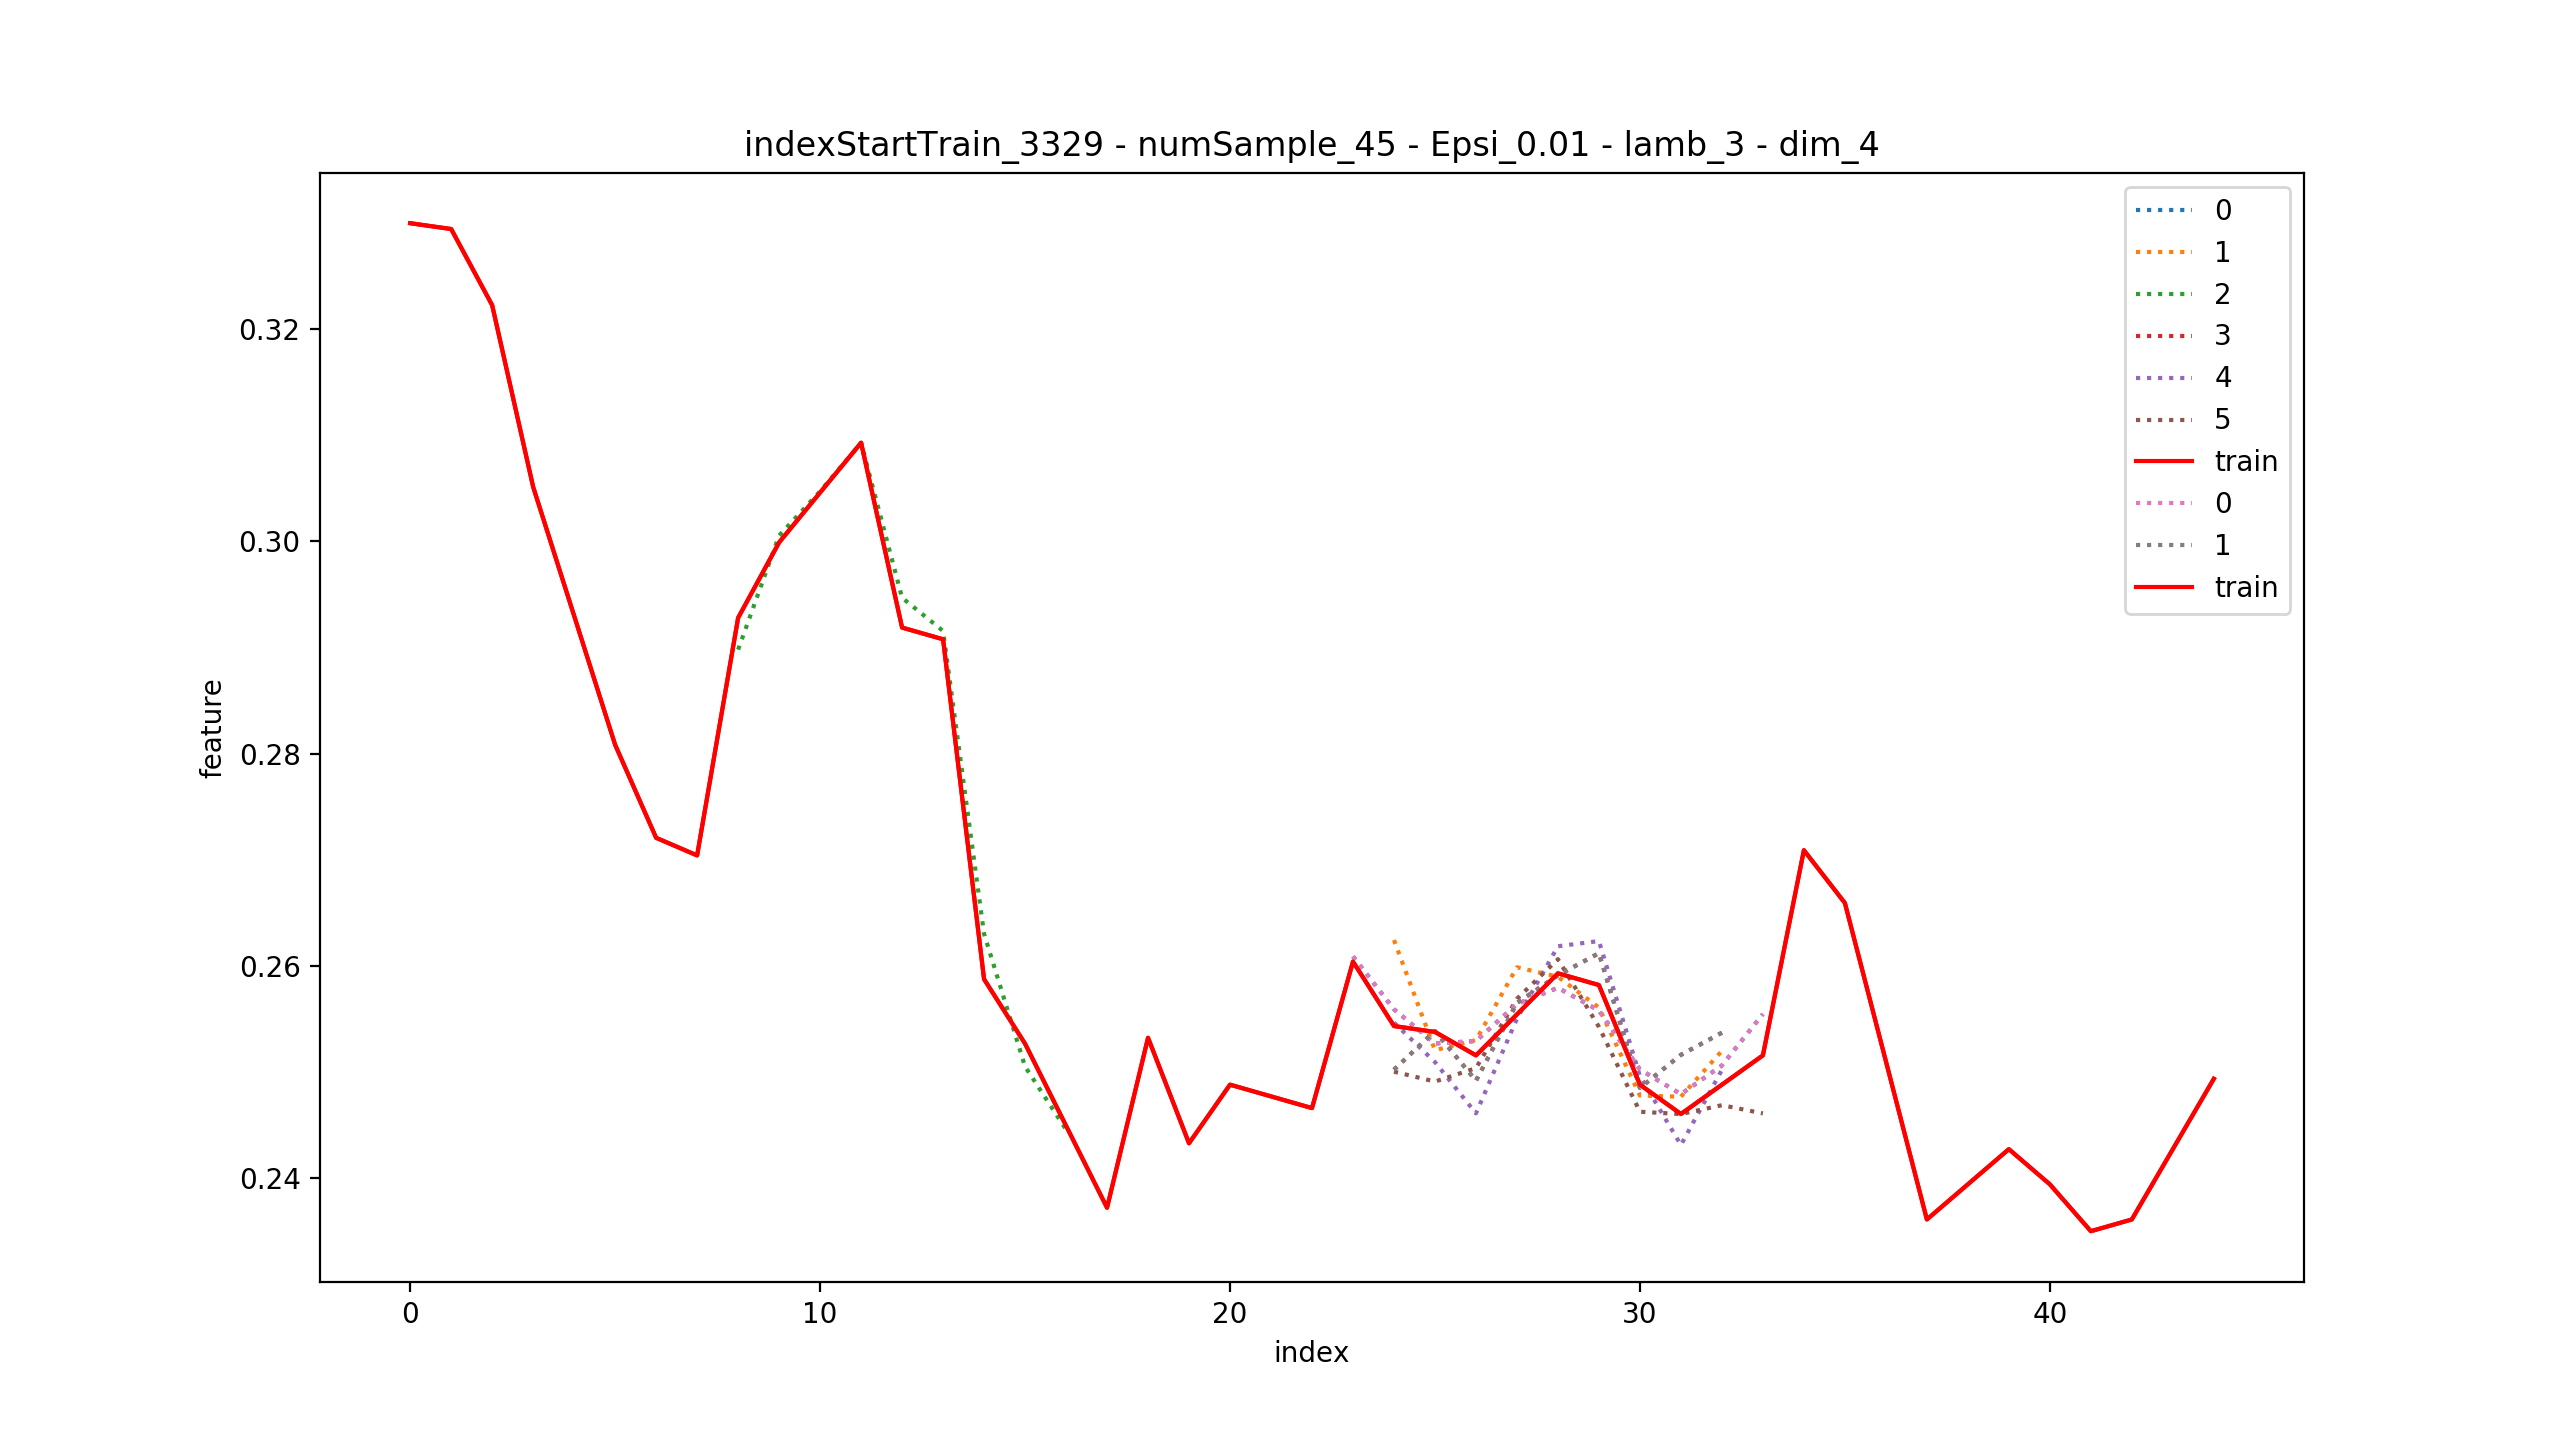 indexStartTrain_3329 - numSample_45 - Epsi_0.01 - lamb_3 - dim_4
0
1
2
3
4
5
train
0
1
train
0.32
0.30
0.28
0.26
0.24
feature
0 10 20 30 40
index